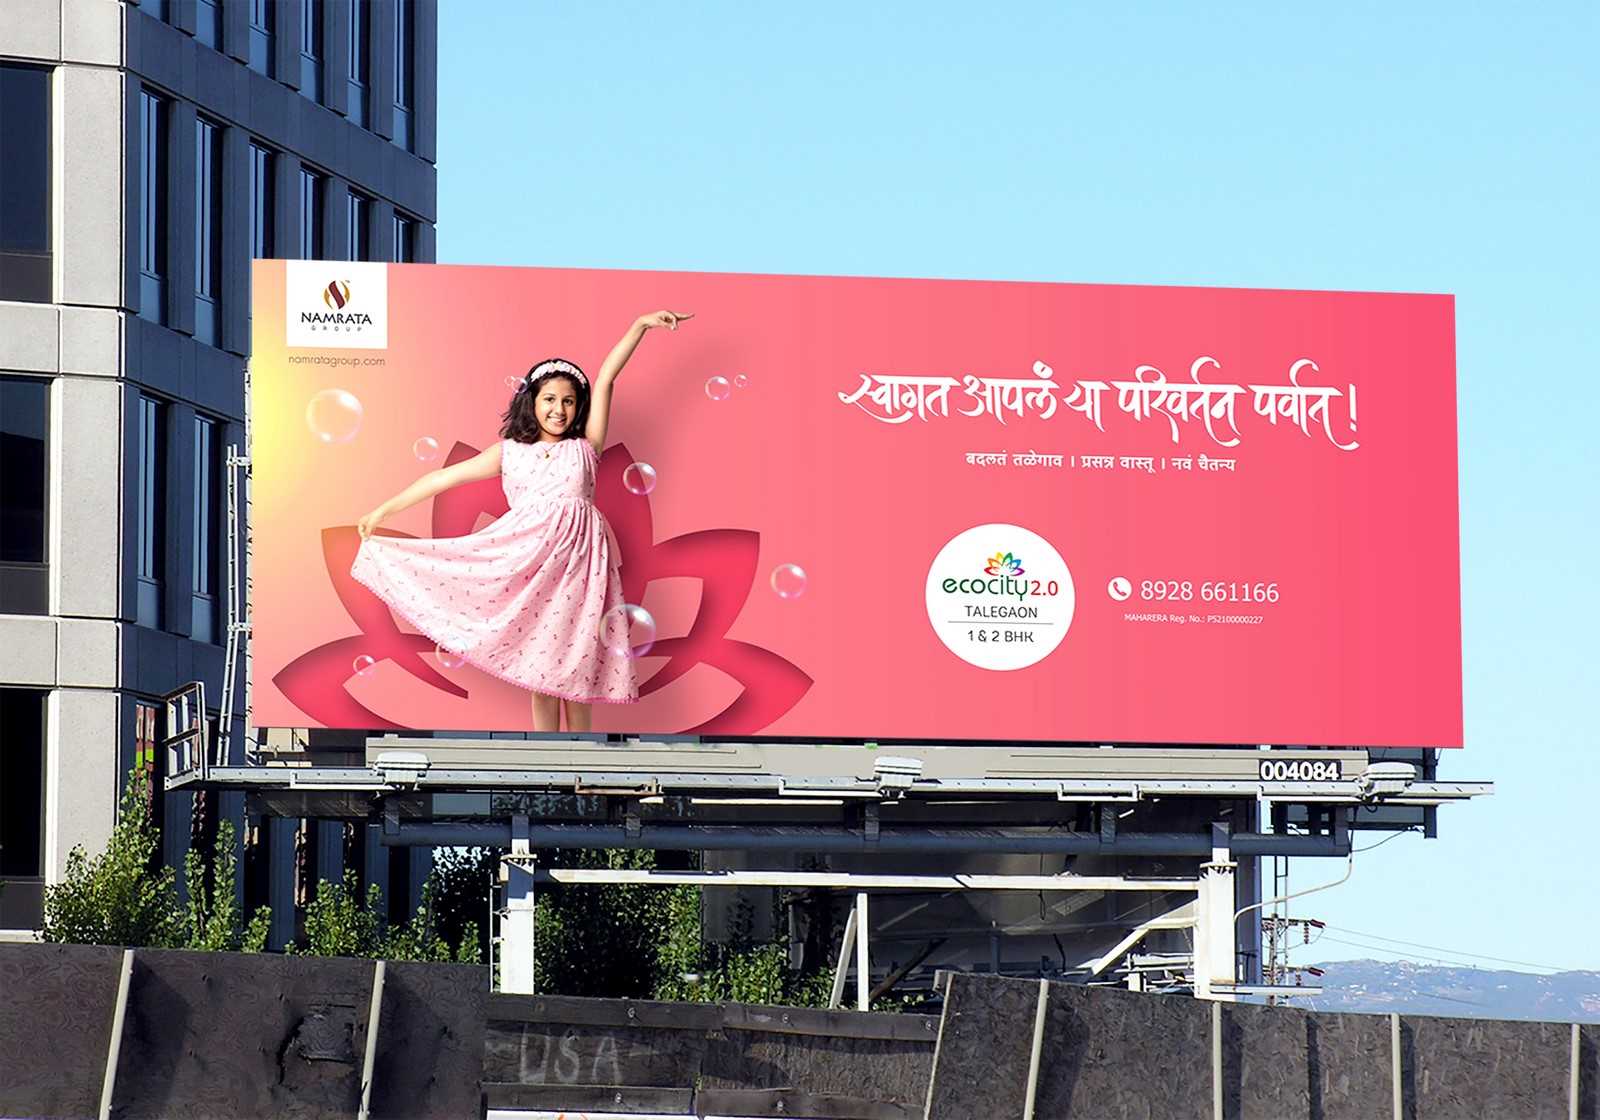 NAMRATA
GROUP
namratagroup.com
स्वागत आपलं या परिवर्तन पर्वात!
बदलतं तळेगाव । प्रसन्न वास्तू । नवं चैतन्य
ecocity 2.0
TALEGAON
1 & 2 BHK
8928 661166
MAHARERA Reg. No.: P52100000227
004084
USA